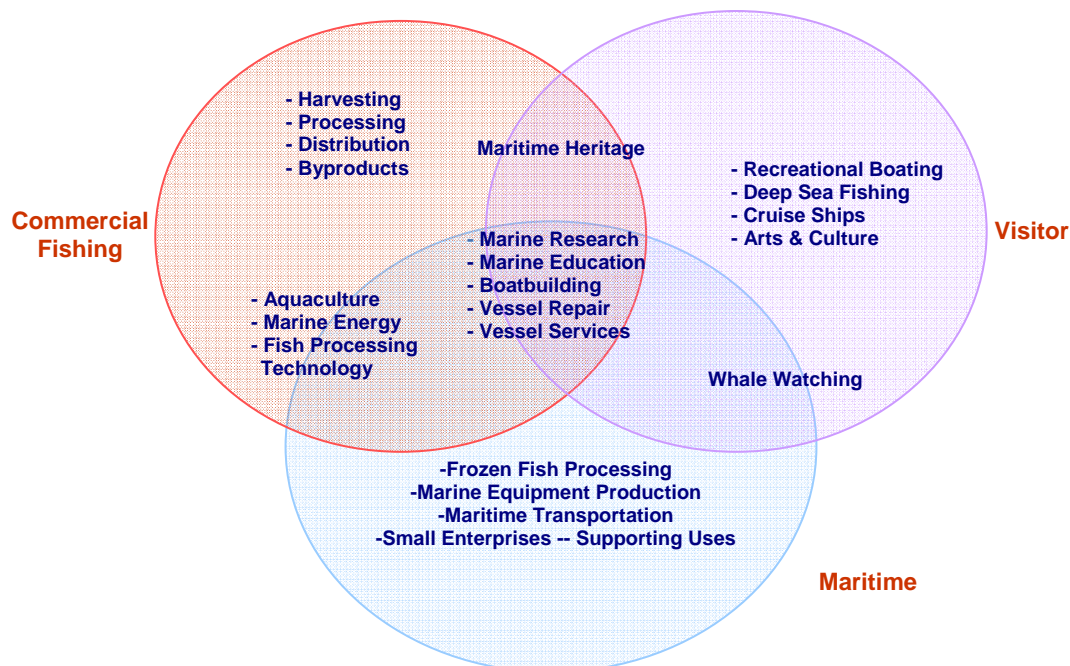 - Harvesting
- Processing
- Distribution
- Byproducts
Maritime Heritage
- Recreational Boating
- Deep Sea Fishing
- Cruise Ships
- Arts & Culture
Commercial
Fishing
Visitor
- Marine Research
- Marine Education
- Boatbuilding
- Vessel Repair
- Vessel Services
- Aquaculture
- Marine Energy
- Fish Processing
Technology
Whale Watching
-Frozen Fish Processing
-Marine Equipment Production
-Maritime Transportation
-Small Enterprises -- Supporting Uses
Maritime